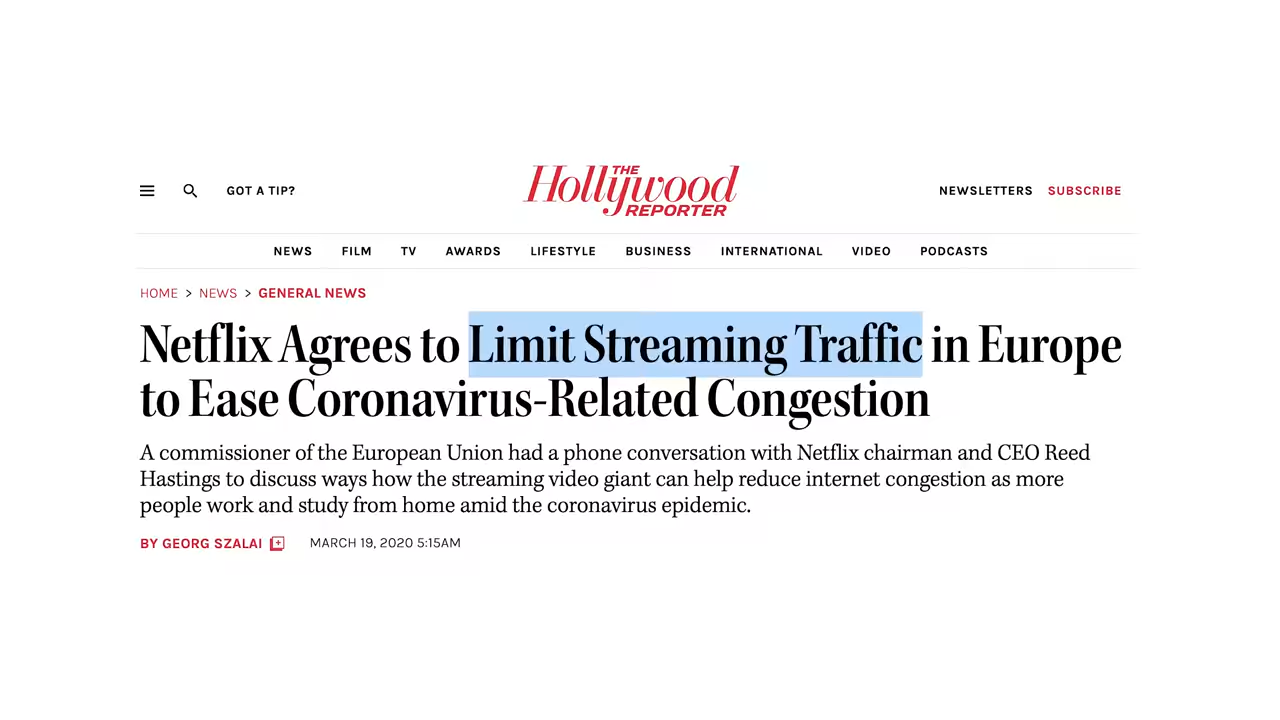 GOT A TIP?
THE
Hollywood
REPORTER
NEWSLETTERS SUBSCRIBE
NEWS FILM TV AWARDS LIFESTYLE BUSINESS INTERNATIONAL VIDEO PODCASTS
HOME > NEWS > GENERAL NEWS
Netflix Agrees to Limit Streaming Traffic in Europe
to Ease Coronavirus-Related Congestion
A commissioner of the European Union had a phone conversation with Netflix chairman and CEO Reed
Hastings to discuss ways how the streaming video giant can help reduce internet congestion as more
people work and study from home amid the coronavirus epidemic.
BY GEORG SZALAI MARCH 19, 2020 5:15AM